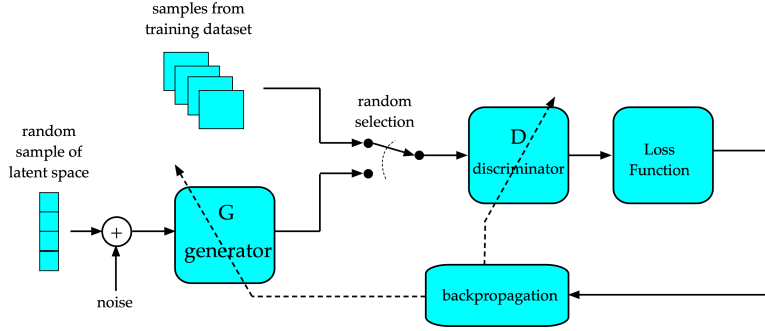 samples from
training dataset
random
selection
random
sample of
latent space
D
discriminator
Loss
Function
G
generator
+
noise
backpropagation